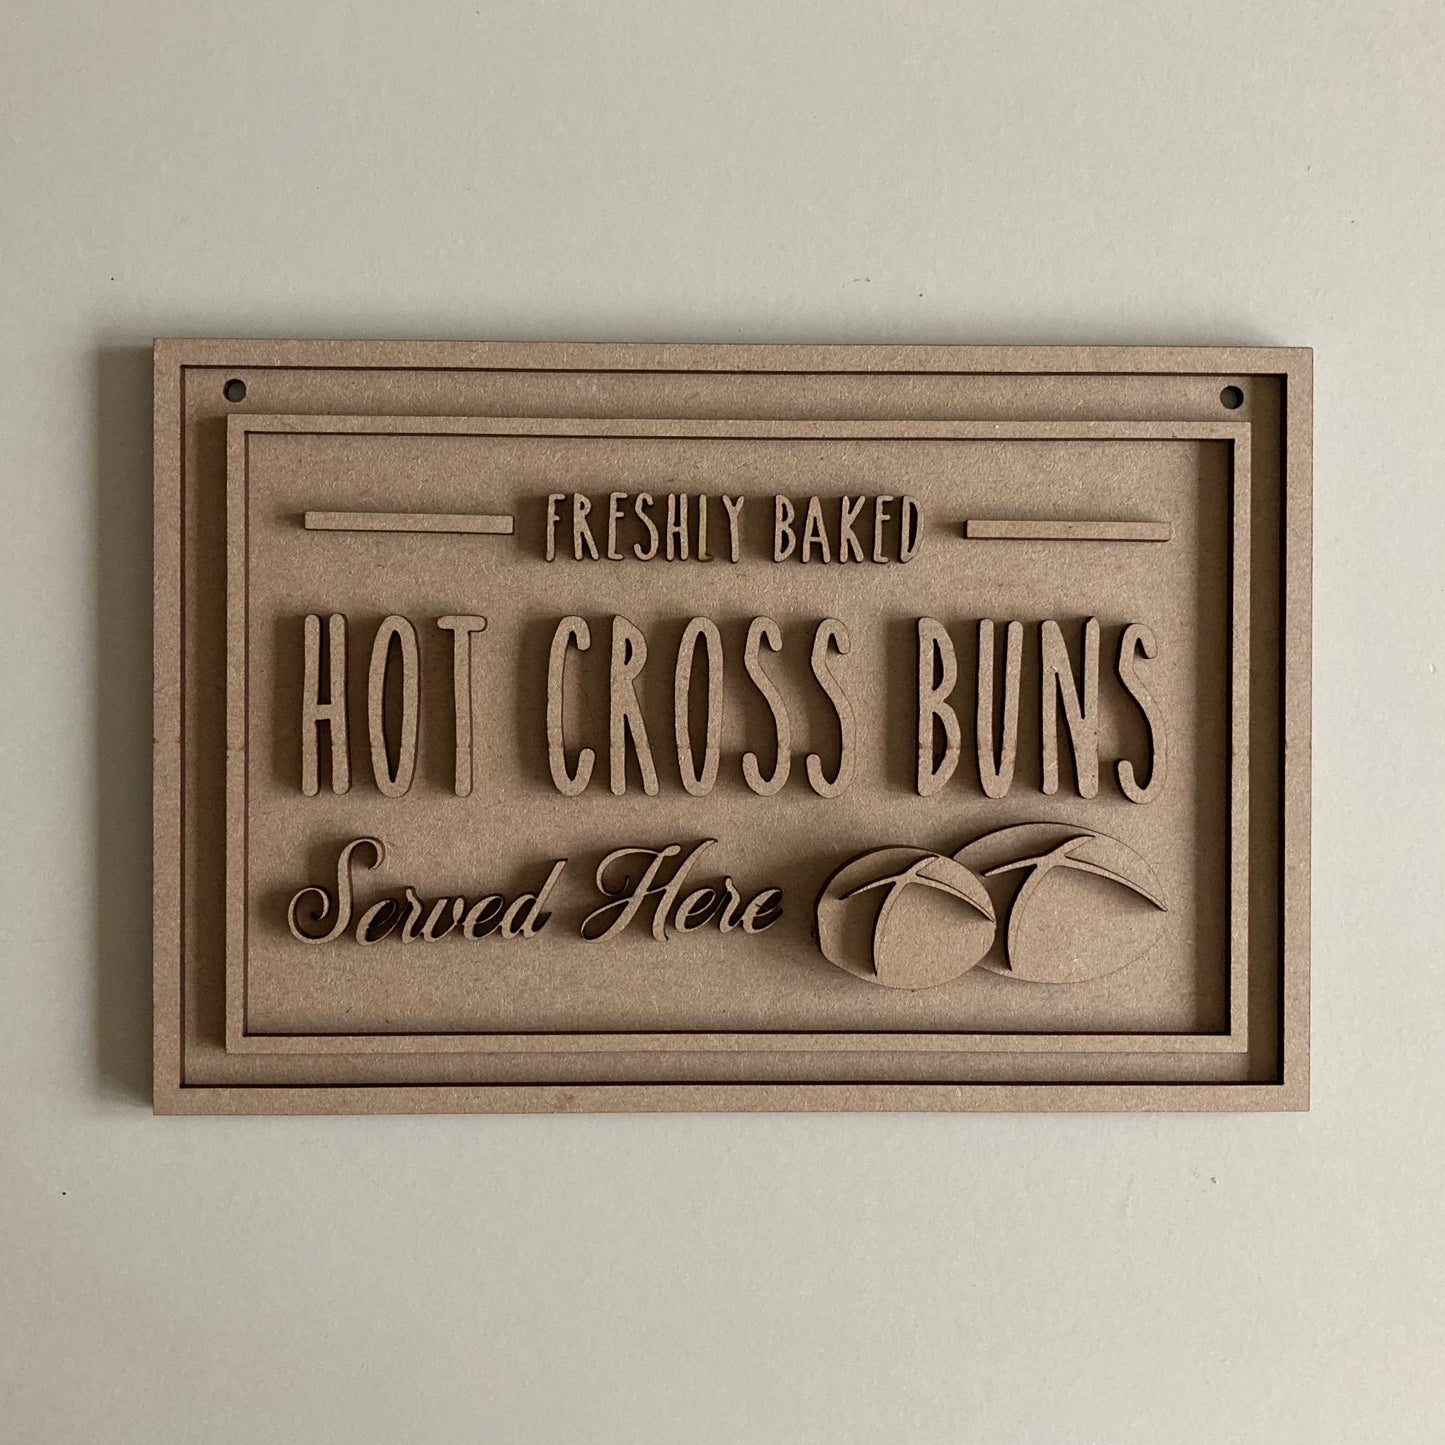 FRESHLY BAKED
HOT CROSS BUNS
Served Here